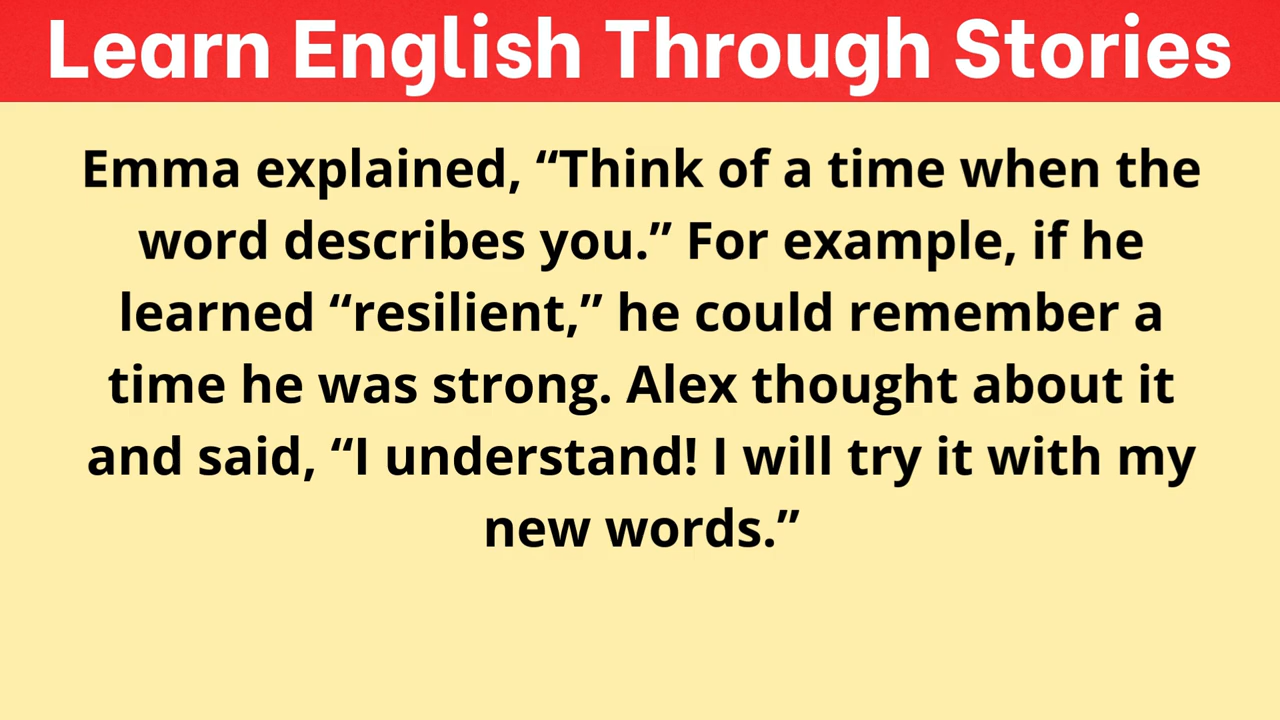 Learn English Through Stories
Emma explained, “Think of a time when the
word describes you.” For example, if he
learned “resilient,” he could remember a
time he was strong. Alex thought about it
and said, “I understand! I will try it with my
new words.”